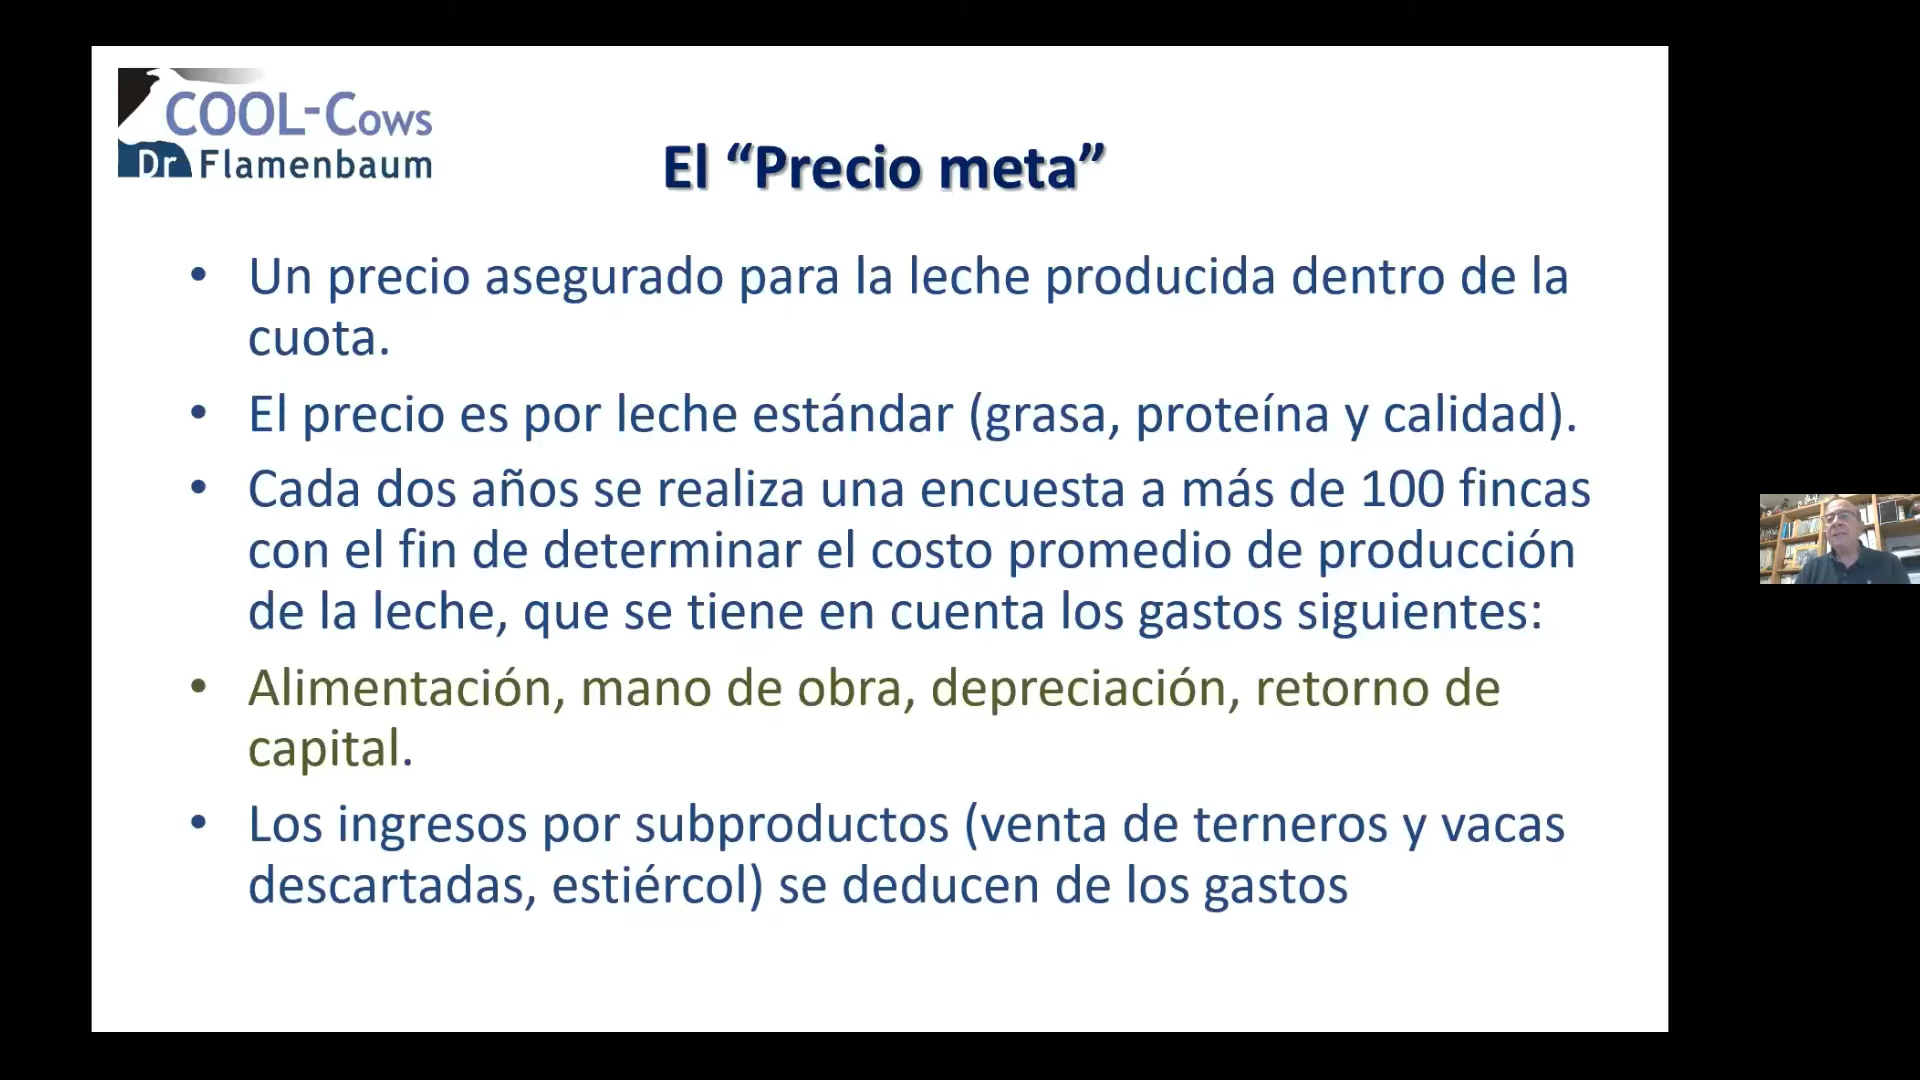 COOL-Cows
Dr Flamenbaum
El “Precio meta”
• Un precio asegurado para la leche producida dentro de la
cuota.
• El precio es por leche estándar (grasa, proteína y calidad).
• Cada dos años se realiza una encuesta a más de 100 fincas
con el fin de determinar el costo promedio de producción
de la leche, que se tiene en cuenta los gastos siguientes:
• Alimentación, mano de obra, depreciación, retorno de
capital.
• Los ingresos por subproductos (venta de terneros y vacas
descartadas, estiércol) se deducen de los gastos